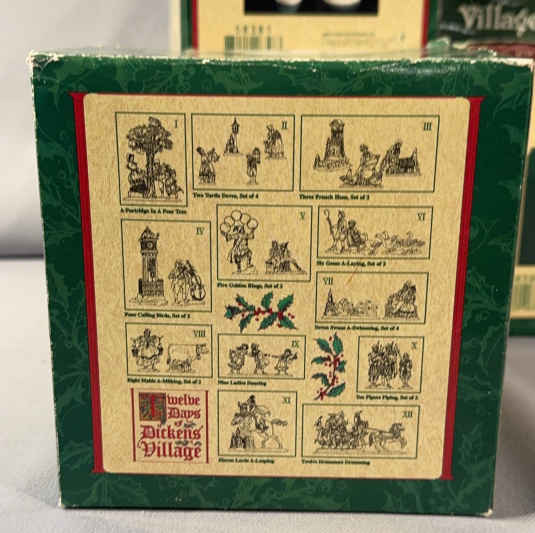 58381
Village
I
A Partridge In A Pear Tree
II
Two Turtle Doves, Set of 4
III
Three French Hens, Set of 3
IV
Four Calling Birds, Set of 2
V
Five Golden Rings, Set of 2
VI
Six Geese A-Laying, Set of 2
VII
Seven Swans A-Swimming, Set of 4
VIII
Eight Maids A-Milking, Set of 2
IX
Nine Ladies Dancing
X
Ten Pipers Piping, Set of 3
XI
Eleven Lords A-Leaping
XII
Twelve Drummers Drumming
Twelve
Days
of
Dickens'
Village